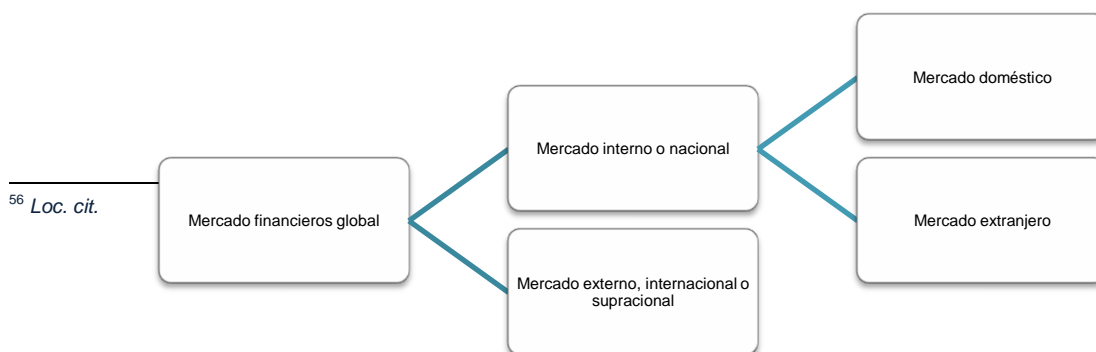 Mercado doméstico
Mercado interno o nacional
Mercado financieros global
Mercado extranjero
Mercado externo, internacional o
supracional
56 Loc. cit.